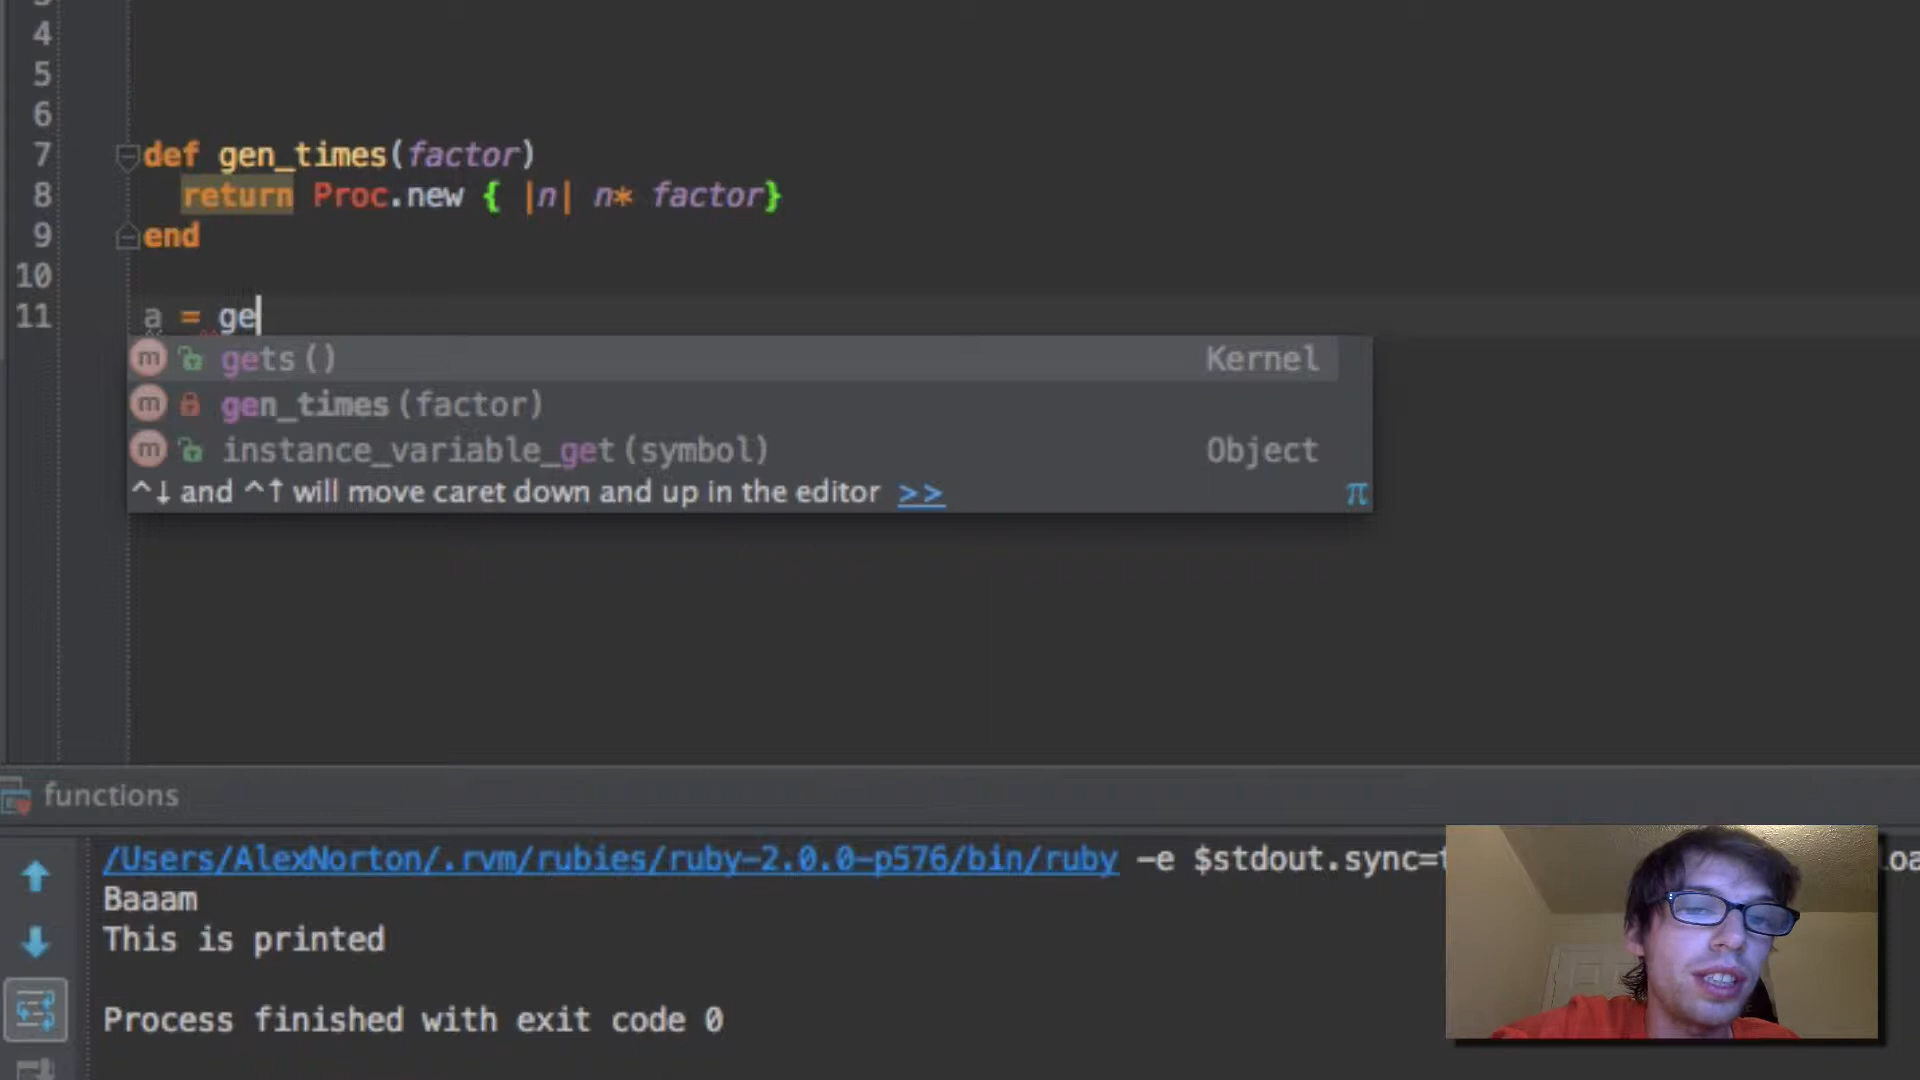 4
5
6
7 def gen_times(factor)
8 return Proc.new { |n| n* factor}
9 end
10
11 a = ge
m gets() Kernel
m gen_times(factor)
m instance_variable_get(symbol) Object
^↓ and ^↑ will move caret down and up in the editor >> π
functions
/Users/AlexNorton/.rvm/rubies/ruby-2.0.0-p576/bin/ruby -e $stdout.sync=
Baaam
This is printed
Process finished with exit code 0